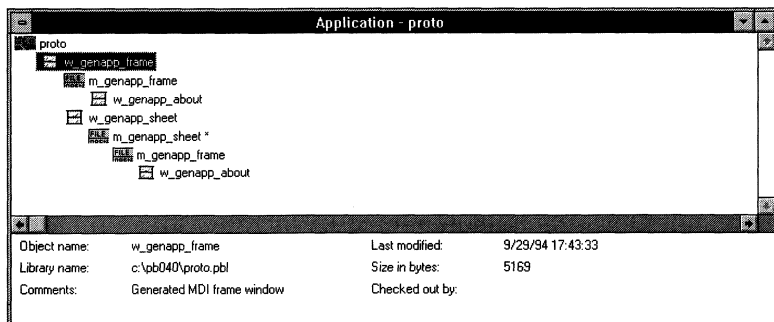 Application - proto
proto
w_genapp_frame
m_genapp_frame
w_genapp_about
w_genapp_sheet
m_genapp_sheet *
m_genapp_frame
w_genapp_about
Object name: w_genapp_frame Last modified: 9/29/94 17:43:33
Library name: c:\pb040\proto.pbl Size in bytes: 5169
Comments: Generated MDI frame window Checked out by: